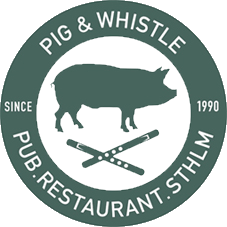 PIG & WHISTLE
SINCE 1990
PUB.RESTAURANT.STHLM